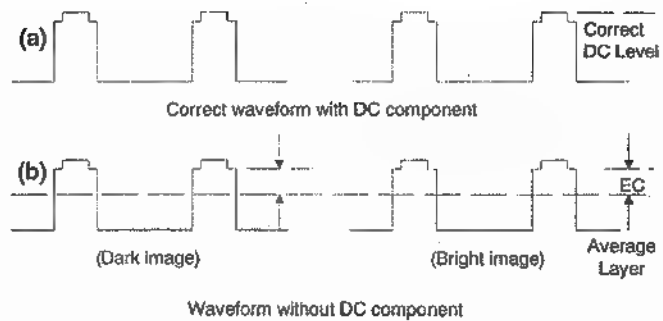 (a)
Correct
DC Level
Correct waveform with DC component
(b)
EC
(Dark image)
(Bright image)
Average
Layer
Waveform without DC component